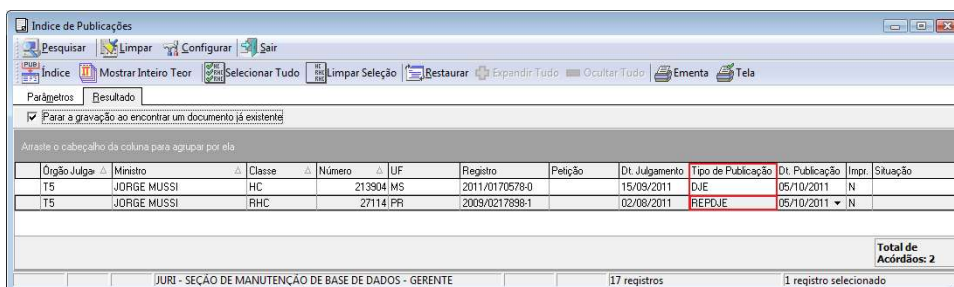 Indice de Publicações
Pesquisar Limpar Configurar Sair
Índice Mostrar Inteiro Teor Selecionar Tudo Limpar Seleção Restaurar Expandir Tudo Ocultar Tudo Ementa Tela
Parâmetros Resultado
Parar a gravação ao encontrar um documento já existente
Arraste o cabeçalho da coluna para agrupar por ela
Órgão Julga Ministro Classe Número UF Registro Petição Dt. Julgamento Tipo de Publicação Dt. Publicação Impr. Situação
T5 JORGE MUSSI HC 213904 MS 2011/0170578-0 15/09/2011 DJE 05/10/2011 N
T5 JORGE MUSSI RHC 27114 PR 2009/0217898-1 02/08/2011 REPDJE 05/10/2011 N
Total de
Acórdãos: 2
JURI - SEÇÃO DE MANUTENÇÃO DE BASE DE DADOS - GERENTE 17 registros 1 registro selecionado